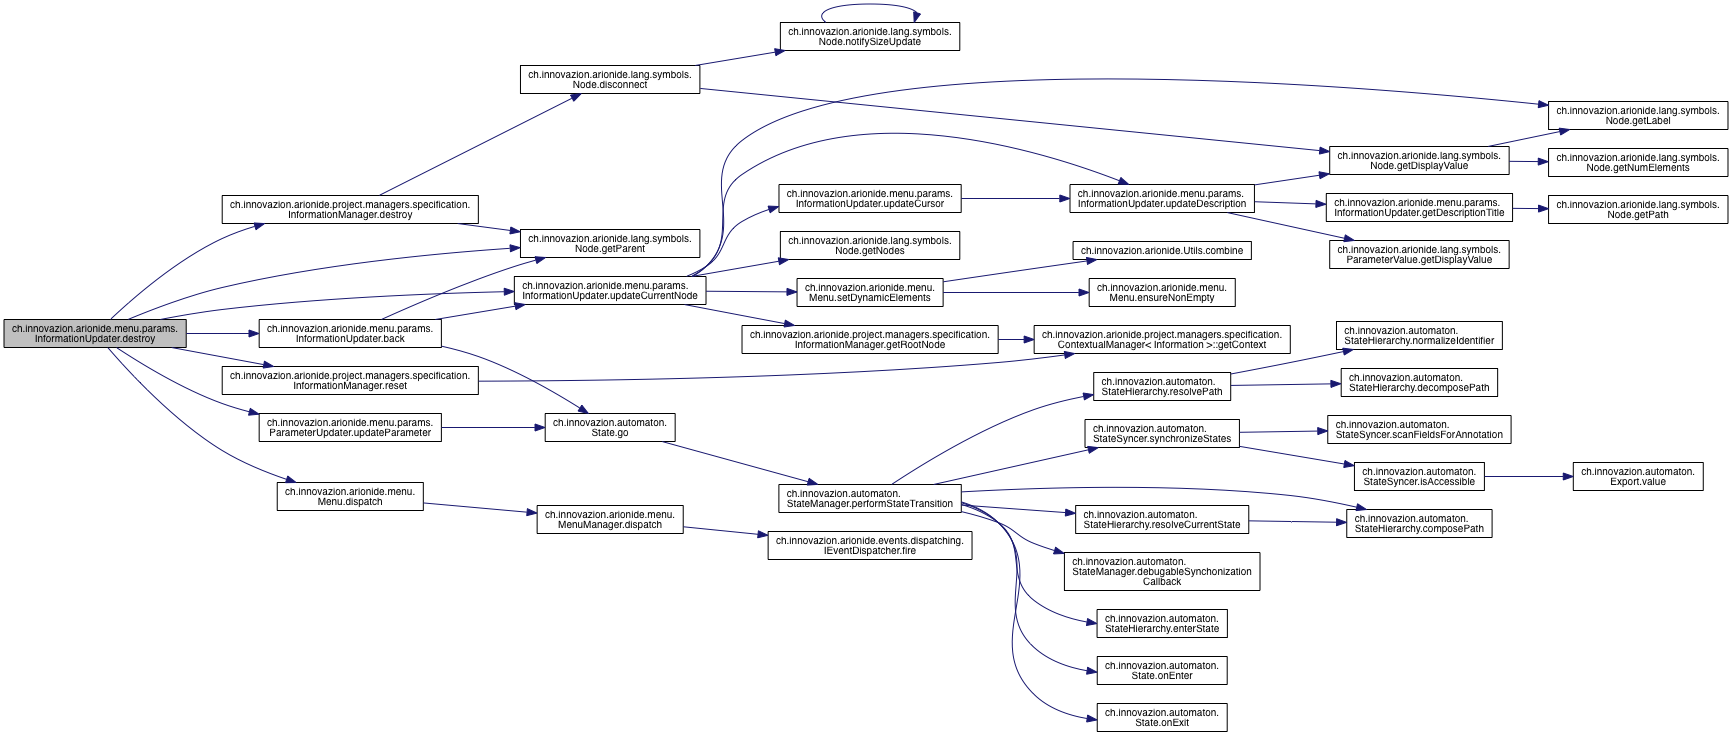 ch.innovazion.arionide.menu.params.
InformationUpdater.destroy
ch.innovazion.arionide.project.managers.specification.
InformationManager.destroy
ch.innovazion.arionide.menu.params.
InformationUpdater.back
ch.innovazion.arionide.project.managers.specification.
InformationManager.reset
ch.innovazion.arionide.menu.params.
ParameterUpdater.updateParameter
ch.innovazion.arionide.menu.
Menu.dispatch
ch.innovazion.arionide.lang.symbols.
Node.disconnect
ch.innovazion.arionide.lang.symbols.
Node.getParent
ch.innovazion.arionide.menu.params.
InformationUpdater.updateCurrentNode
ch.innovazion.automaton.
State.go
ch.innovazion.arionide.menu.
MenuManager.dispatch
ch.innovazion.arionide.lang.symbols.
Node.notifySizeUpdate
ch.innovazion.arionide.menu.params.
InformationUpdater.updateCursor
ch.innovazion.arionide.lang.symbols.
Node.getNodes
ch.innovazion.arionide.menu.
Menu.setDynamicElements
ch.innovazion.arionide.project.managers.specification.
InformationManager.getRootNode
ch.innovazion.automaton.
StateManager.performStateTransition
ch.innovazion.arionide.events.dispatching.
IEventDispatcher.fire
ch.innovazion.arionide.menu.params.
InformationUpdater.updateDescription
ch.innovazion.arionide.Utils.combine
ch.innovazion.arionide.menu.
Menu.ensureNonEmpty
ch.innovazion.arionide.project.managers.specification.
ContextualManager< Information >::getContext
ch.innovazion.automaton.
StateHierarchy.resolvePath
ch.innovazion.automaton.
StateSyncer.synchronizeStates
ch.innovazion.automaton.
StateHierarchy.resolveCurrentState
ch.innovazion.automaton.
StateManager.debugableSynchonization
Callback
ch.innovazion.automaton.
StateHierarchy.enterState
ch.innovazion.automaton.
State.onEnter
ch.innovazion.automaton.
State.onExit
ch.innovazion.arionide.lang.symbols.
Node.getDisplayValue
ch.innovazion.arionide.menu.params.
InformationUpdater.getDescriptionTitle
ch.innovazion.arionide.lang.symbols.
ParameterValue.getDisplayValue
ch.innovazion.automaton.
StateHierarchy.normalizeIdentifier
ch.innovazion.automaton.
StateHierarchy.decomposePath
ch.innovazion.automaton.
StateSyncer.scanFieldsForAnnotation
ch.innovazion.automaton.
StateSyncer.isAccessible
ch.innovazion.automaton.
StateHierarchy.composePath
ch.innovazion.arionide.lang.symbols.
Node.getLabel
ch.innovazion.arionide.lang.symbols.
Node.getNumElements
ch.innovazion.arionide.lang.symbols.
Node.getPath
ch.innovazion.automaton.
Export.value